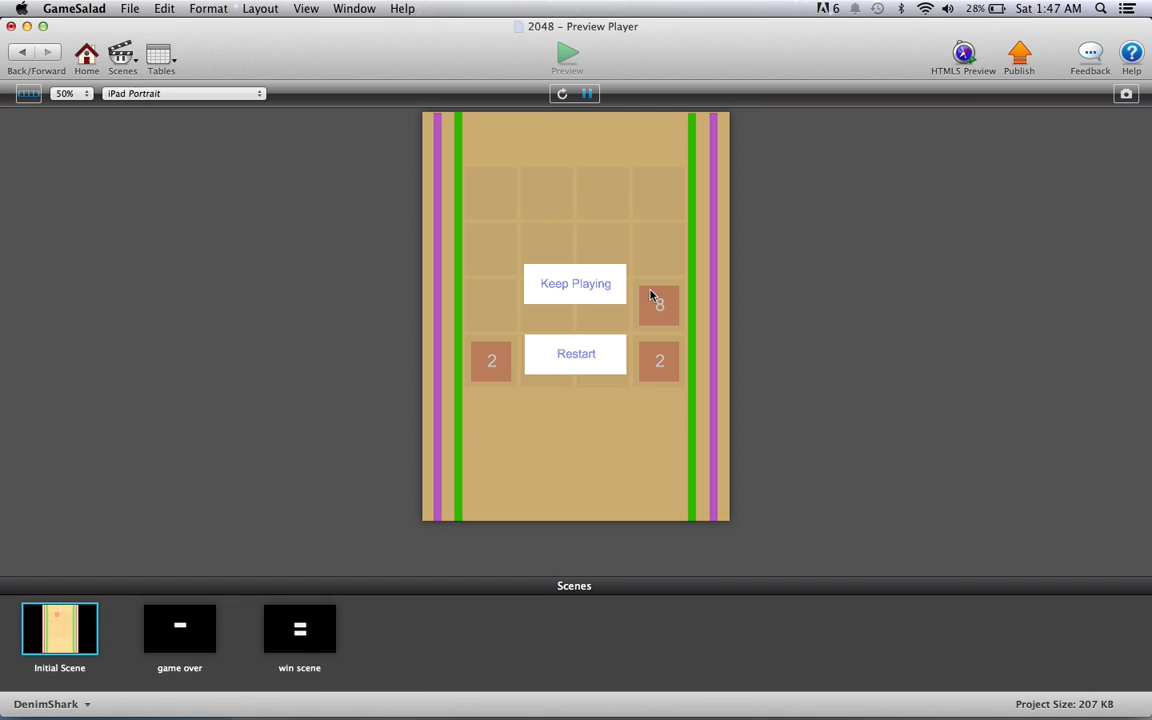 GameSalad File Edit Format Layout View Window Help
6 28% Sat 1:47 AM
2048 – Preview Player
Back/Forward Home Scenes Tables Preview HTML5 Preview Publish Feedback Help
50% iPad Portrait
Keep Playing
8
Restart
2 2
Scenes
Initial Scene game over win scene
DenimShark Project Size: 207 KB